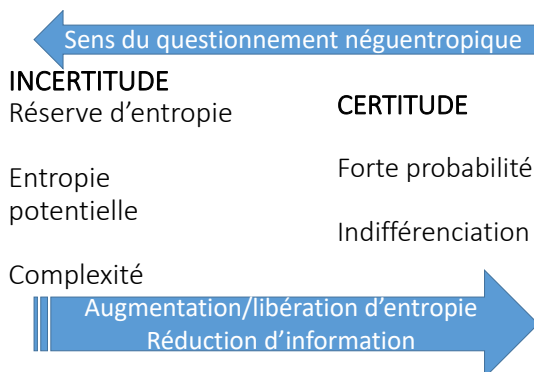 Sens du questionnement néguentropique
INCERTITUDE
Réserve d’entropie
Entropie
potentielle
Complexité
CERTITUDE
Forte probabilité
Indifférenciation
Augmentation/libération d’entropie
Réduction d’information